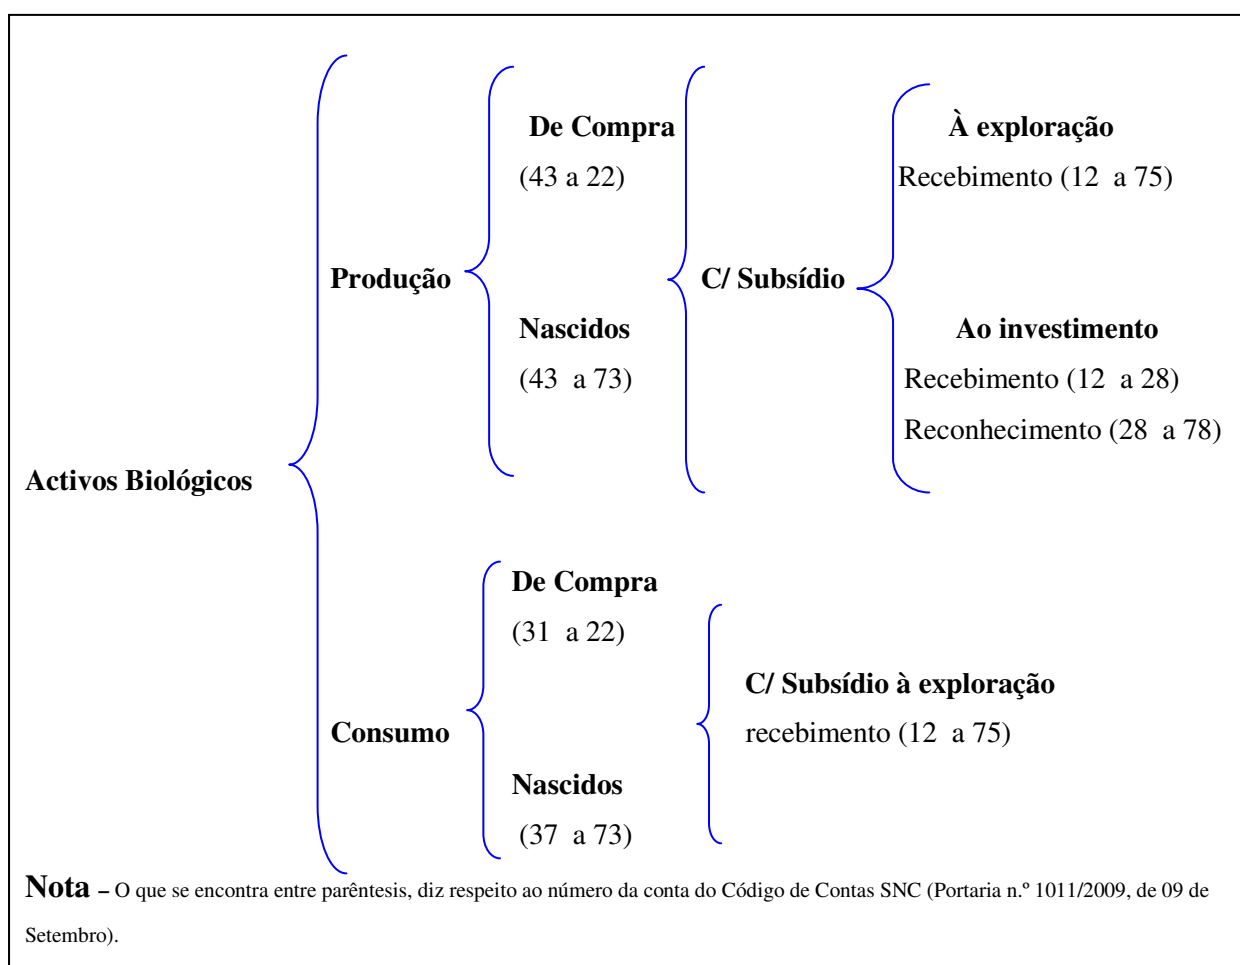 Activos Biológicos
Produção
De Compra
(43 a 22)
Nascidos
(43 a 73)
C/ Subsídio
À exploração
Recebimento (12 a 75)
Ao investimento
Recebimento (12 a 28)
Reconhecimento (28 a 78)
Consumo
De Compra
(31 a 22)
Nascidos
(37 a 73)
C/ Subsídio à exploração
recebimento (12 a 75)
Nota – O que se encontra entre parêntesis, diz respeito ao número da conta do Código de Contas SNC (Portaria n.º 1011/2009, de 09 de
Setembro).